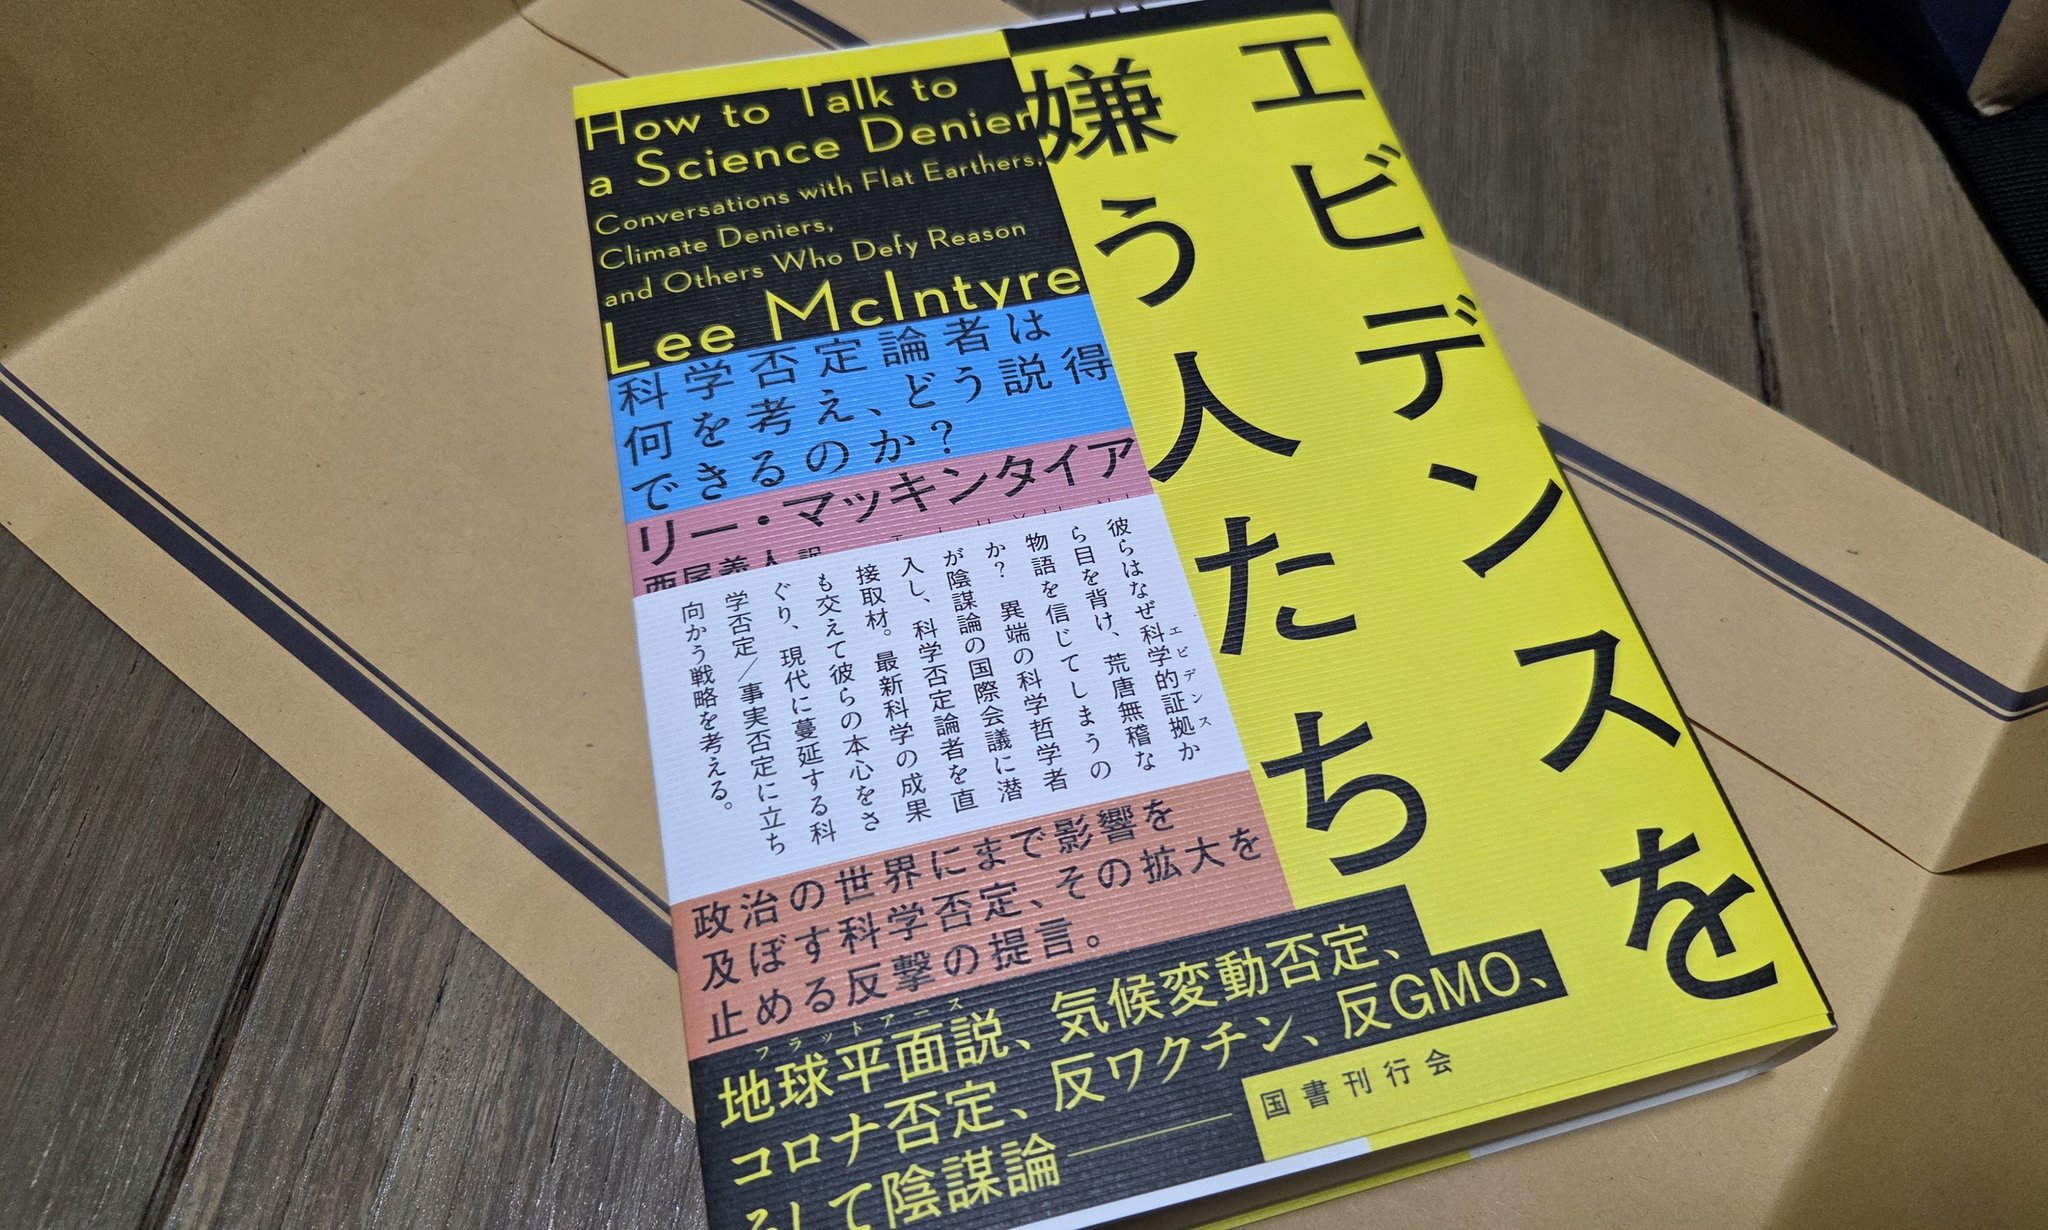 エビデンスを
嫌う人たち
How to Talk to
a Science Denier
Conversations with Flat Earthers,
Climate Deniers,
and Others Who Defy Reason
Lee McIntyre
科学否定論者は
何を考え、どう説得
できるのか?
リー・マッキンタイア
西尾義人 訳
彼らはなぜ科学的証拠か
エビデンス
ら目を背け、荒唐無稽な
物語を信じてしまうの
か? 異端の科学哲学者
が陰謀論の国際会議に潜
入し、科学否定論者を直
接取材。最新科学の成果
も交えて彼らの本心をさ
ぐり、現代に蔓延する科
学否定/事実否定に立ち
向かう戦略を考える。
政治の世界にまで影響を
及ぼす科学否定、その拡大を
止める反撃の提言。
フラットアース
地球平面説、気候変動否定、
コロナ否定、反ワクチン、反GMO、
そして陰謀論──
国書刊行会